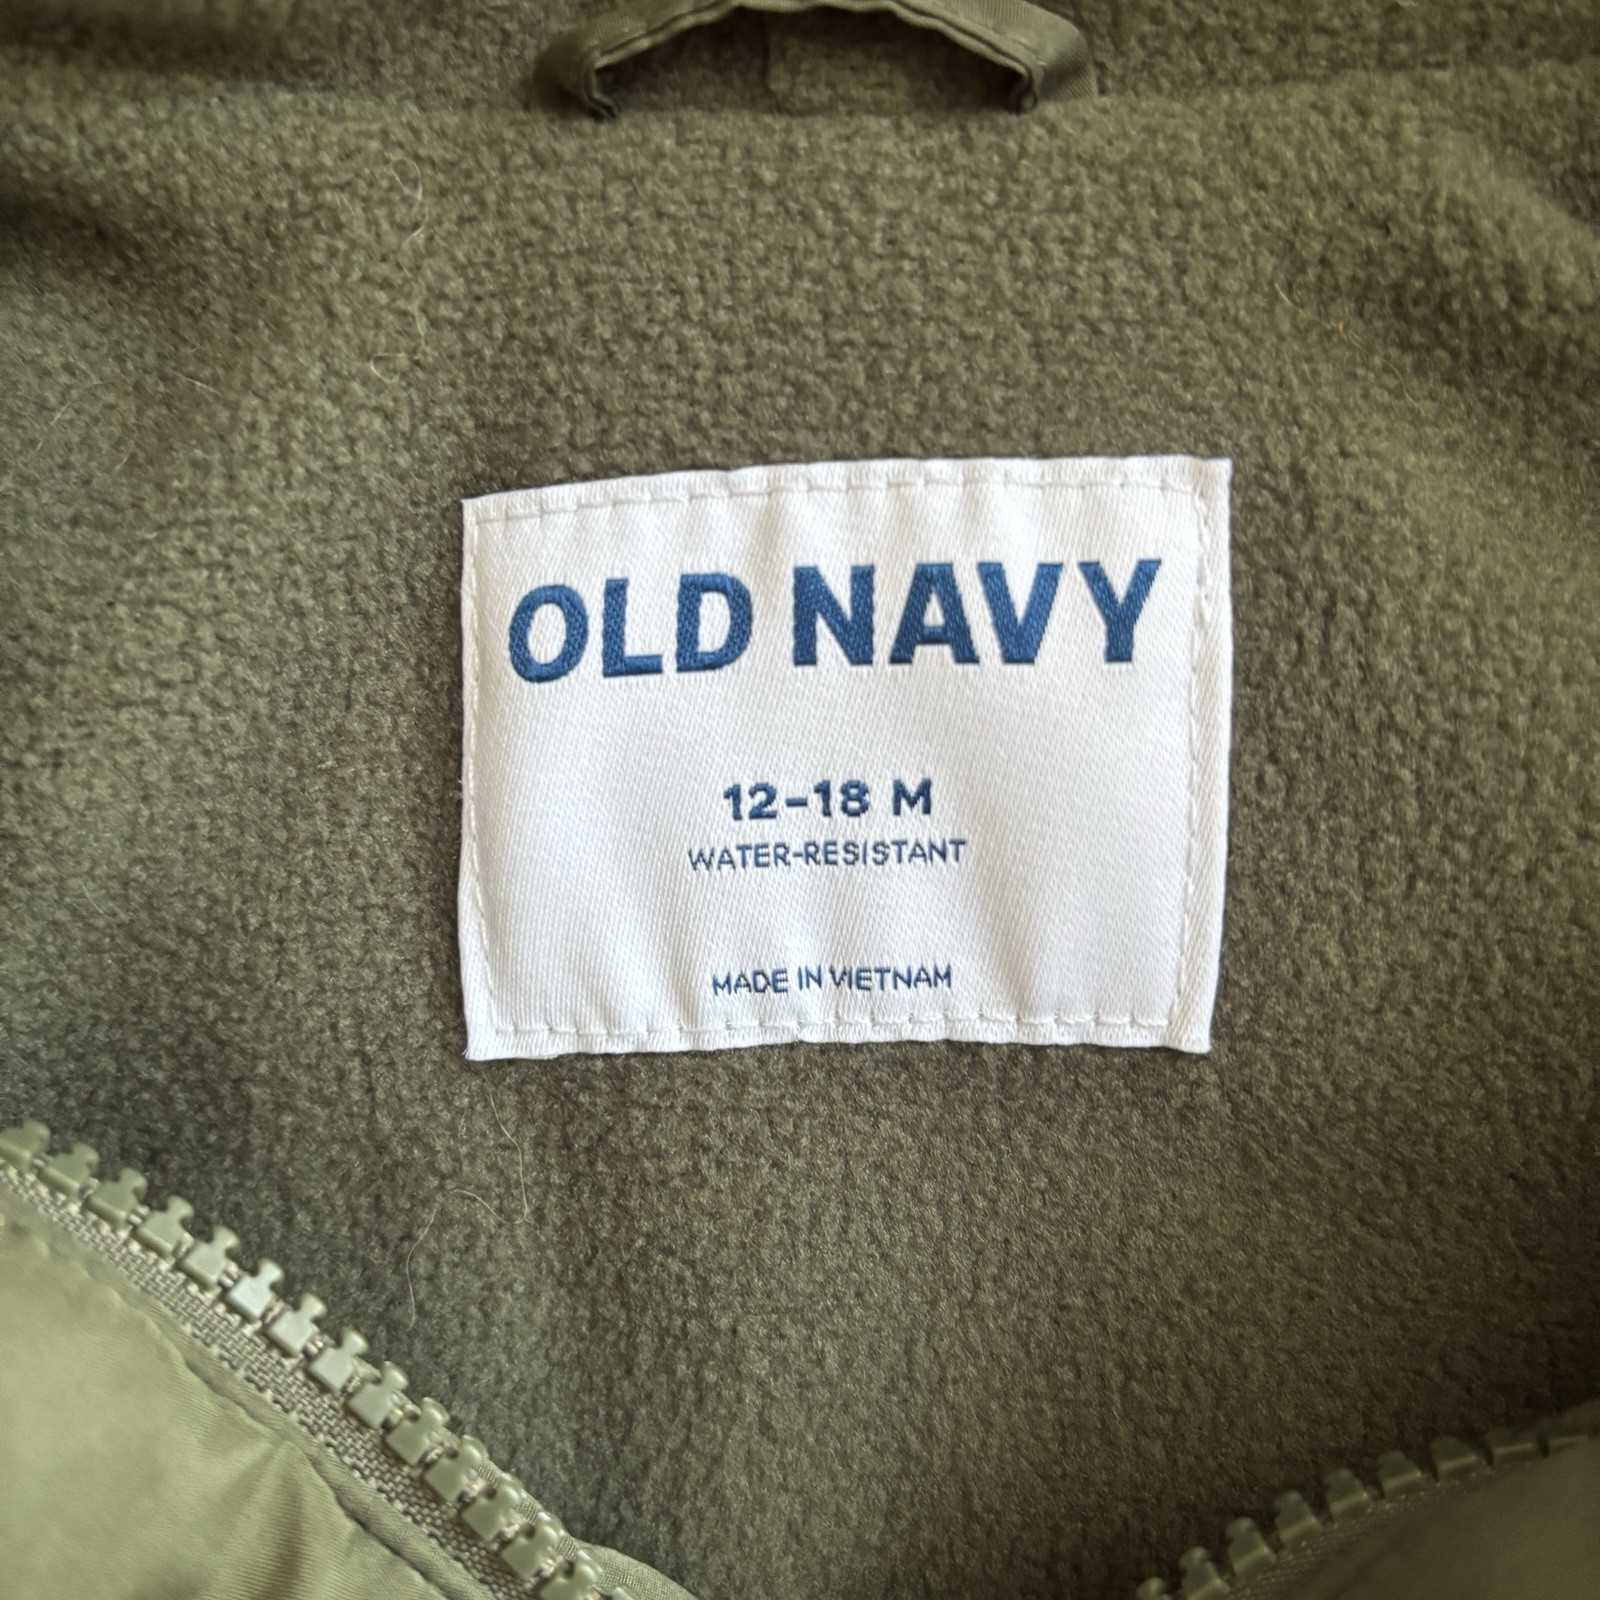 OLD NAVY
12-18 M
WATER-RESISTANT
MADE IN VIETNAM